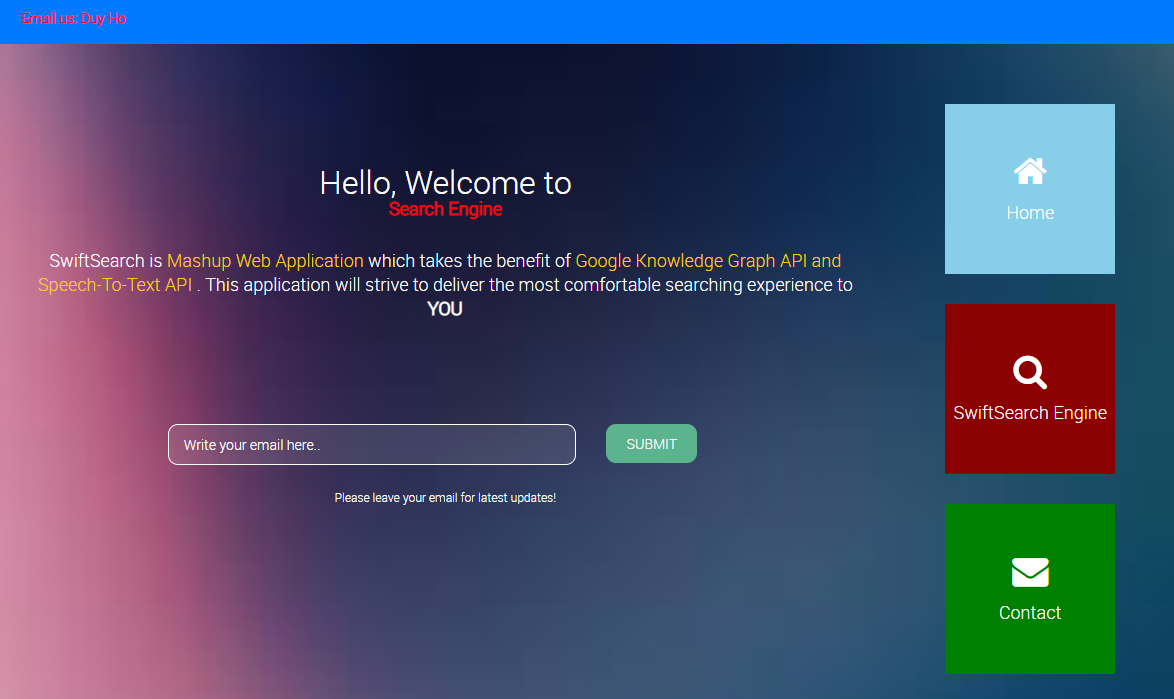 Email us: Duy Ho
Hello, Welcome to
Search Engine
SwiftSearch is Mashup Web Application which takes the benefit of Google Knowledge Graph API and
Speech-To-Text API . This application will strive to deliver the most comfortable searching experience to
YOU
Write your email here..
SUBMIT
Please leave your email for latest updates!
Home
SwiftSearch Engine
Contact